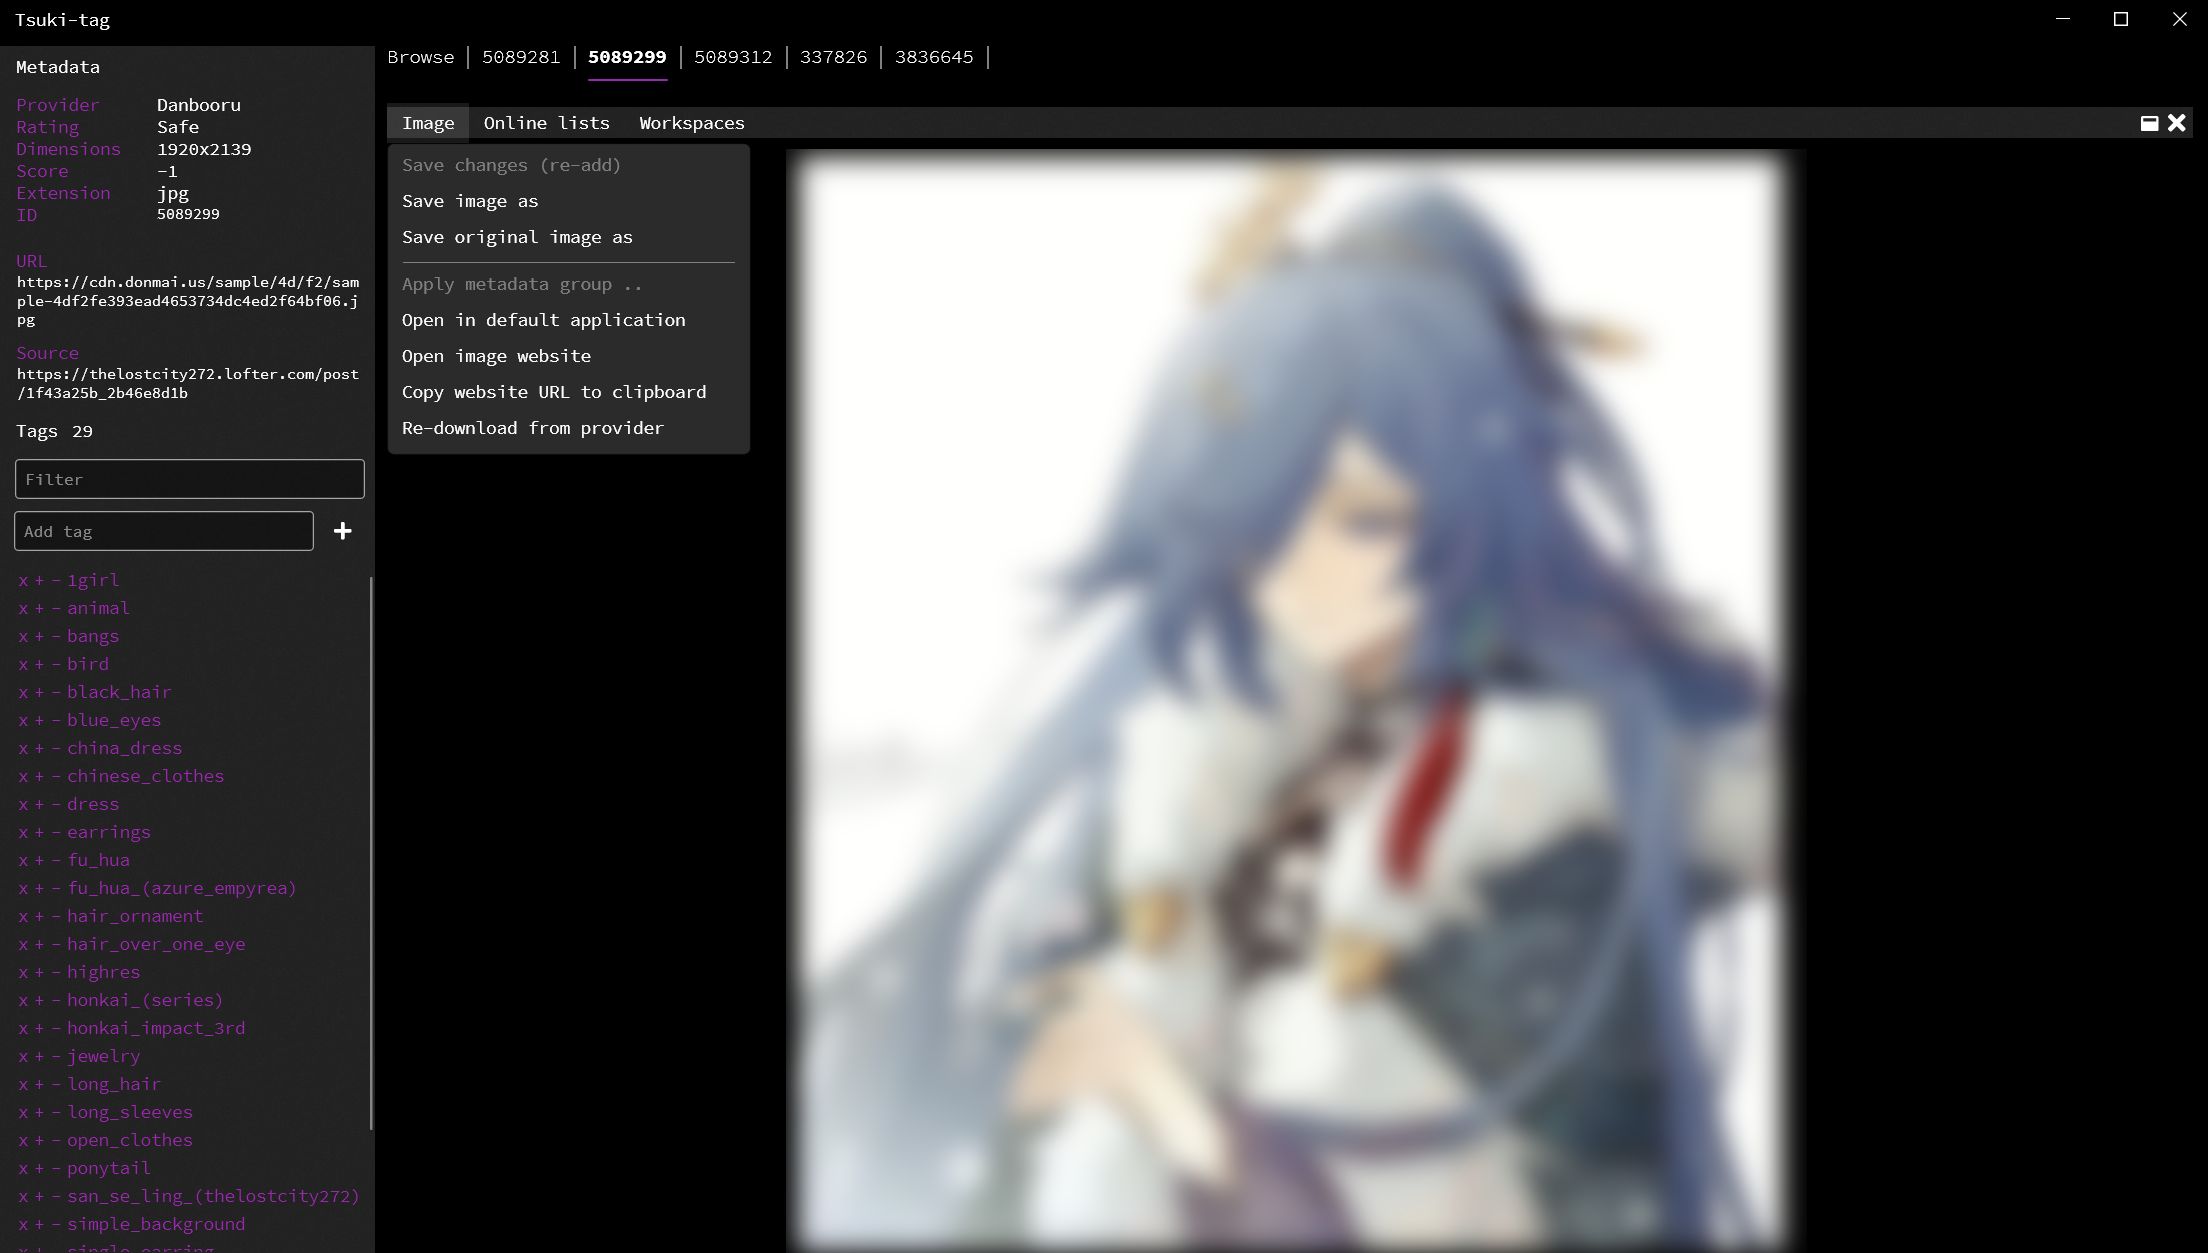 Tsuki-tag
Metadata
Provider Danbooru
Rating Safe
Dimensions 1920x2139
Score -1
Extension jpg
ID 5089299
URL
https://cdn.donmai.us/sample/4d/f2/sam
ple-4df2fe393ead4653734dc4ed2f64bf06.j
pg
Source
https://thelostcity272.lofter.com/post
/1f43a25b_2b46e8d1b
Tags 29
Filter
Add tag +
x + - 1girl
x + - animal
x + - bangs
x + - bird
x + - black_hair
x + - blue_eyes
x + - china_dress
x + - chinese_clothes
x + - dress
x + - earrings
x + - fu_hua
x + - fu_hua_(azure_empyrea)
x + - hair_ornament
x + - hair_over_one_eye
x + - highres
x + - honkai_(series)
x + - honkai_impact_3rd
x + - jewelry
x + - long_hair
x + - long_sleeves
x + - open_clothes
x + - ponytail
x + - san_se_ling_(thelostcity272)
x + - simple_background
x + - single_earring
Browse | 5089281 | 5089299 | 5089312 | 337826 | 3836645 |
Image Online lists Workspaces
Save changes (re-add)
Save image as
Save original image as
Apply metadata group ..
Open in default application
Open image website
Copy website URL to clipboard
Re-download from provider